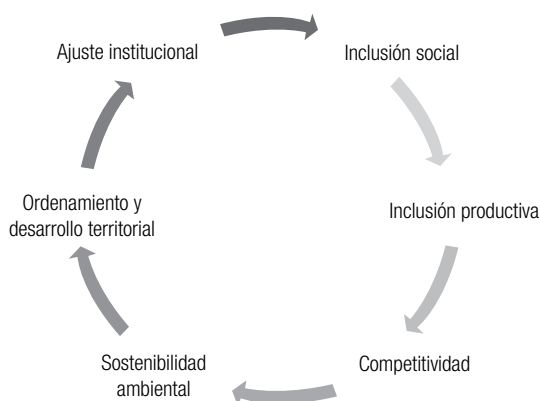 Ajuste institucional
Inclusión social
Inclusión productiva
Competitividad
Sostenibilidad
ambiental
Ordenamiento y
desarrollo territorial